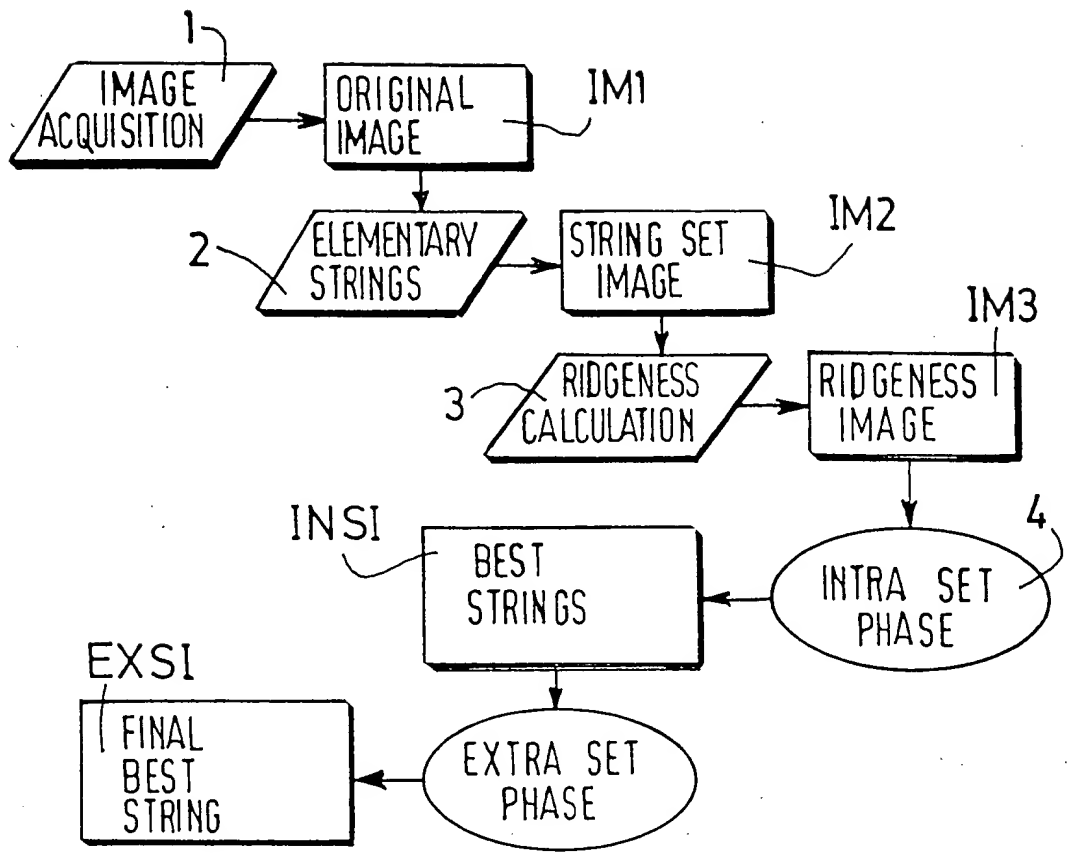 1
IMAGE
ACQUISITION
ORIGINAL
IMAGE
IM1
2
ELEMENTARY
STRINGS
STRING SET
IMAGE
IM2
3
RIDGENESS
CALCULATION
RIDGENESS
IMAGE
IM3
4
INTRA SET
PHASE
INSI
BEST
STRINGS
EXTRA SET
PHASE
EXSI
FINAL
BEST
STRING